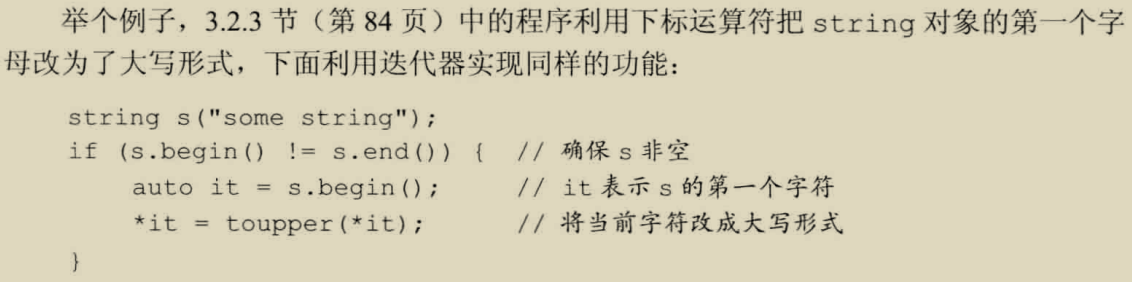 举个例子，3.2.3 节（第 84 页）中的程序利用下标运算符把 string 对象的第一个字
母改为了大写形式，下面利用迭代器实现同样的功能：
string s("some string");
if (s.begin() != s.end()) { // 确保 s 非空
    auto it = s.begin();      // it 表示 s 的第一个字符
    *it = toupper(*it);       // 将当前字符改成大写形式
}